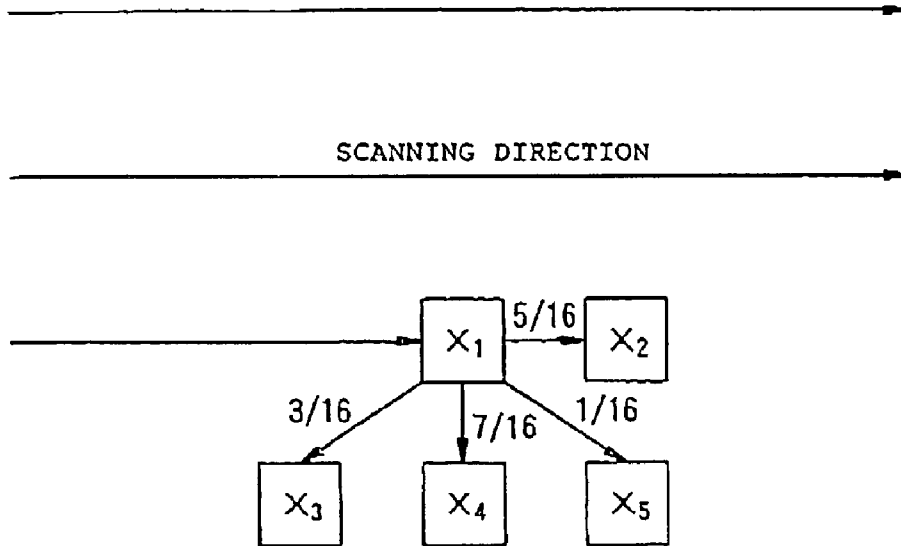 SCANNING DIRECTION
X₁ 5/16 X₂
3/16 7/16 1/16
X₃ X₄ X₅